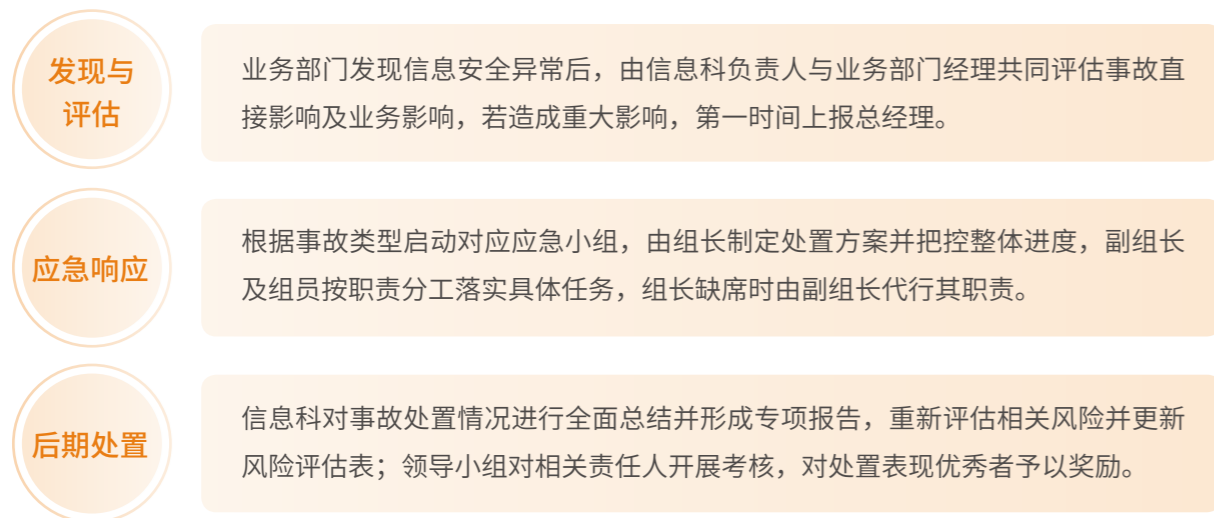 发现与
评估
业务部门发现信息安全异常后，由信息科负责人与业务部门经理共同评估事故直
接影响及业务影响，若造成重大影响，第一时间上报总经理。
应急响应
根据事故类型启动对应应急小组，由组长制定处置方案并把控整体进度，副组长
及组员按职责分工落实具体任务，组长缺席时由副组长代行其职责。
后期处置
信息科对事故处置情况进行全面总结并形成专项报告，重新评估相关风险并更新
风险评估表；领导小组对相关责任人开展考核，对处置表现优秀者予以奖励。